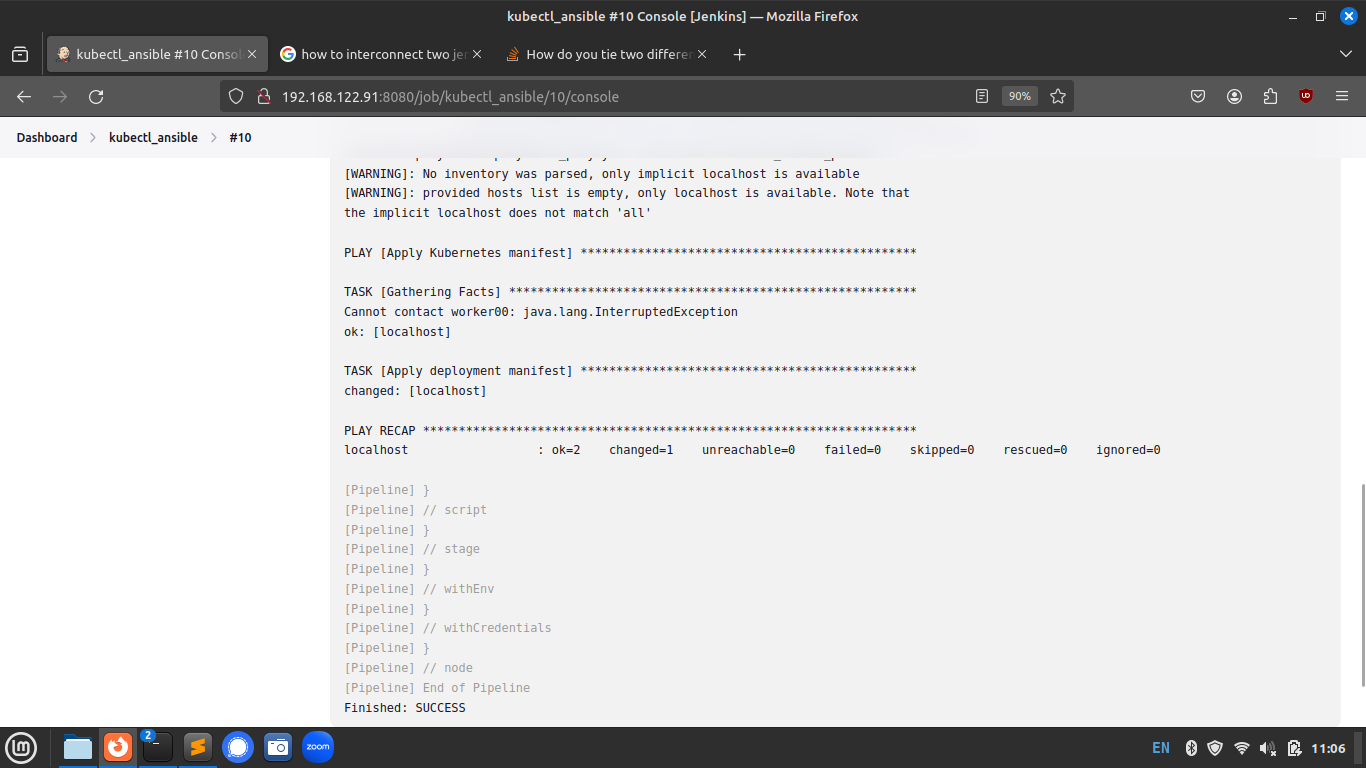 kubectl_ansible #10 Console [Jenkins] — Mozilla Firefox
kubectl_ansible #10 Conso
how to interconnect two je
How do you tie two differen
192.168.122.91:8080/job/kubectl_ansible/10/console
90%
Dashboard
kubectl_ansible
#10
[WARNING]: No inventory was parsed, only implicit localhost is available
[WARNING]: provided hosts list is empty, only localhost is available. Note that
the implicit localhost does not match 'all'
PLAY [Apply Kubernetes manifest] ***********************************************
TASK [Gathering Facts] *********************************************************
Cannot contact worker00: java.lang.InterruptedException
ok: [localhost]
TASK [Apply deployment manifest] ***********************************************
changed: [localhost]
PLAY RECAP *********************************************************************
localhost                  : ok=2    changed=1    unreachable=0    failed=0    skipped=0    rescued=0    ignored=0
[Pipeline] }
[Pipeline] // script
[Pipeline] }
[Pipeline] // stage
[Pipeline] }
[Pipeline] // withEnv
[Pipeline] }
[Pipeline] // withCredentials
[Pipeline] }
[Pipeline] // node
[Pipeline] End of Pipeline
Finished: SUCCESS
2
zoom
EN
11:06